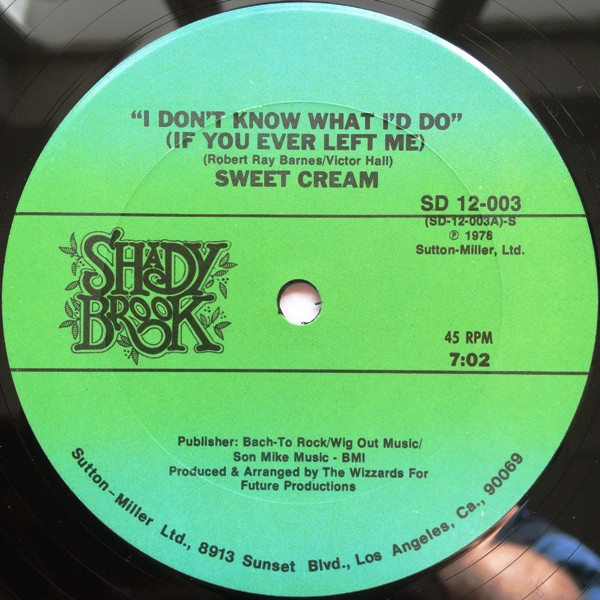 "I DON'T KNOW WHAT I'D DO"
(IF YOU EVER LEFT ME)
(Robert Ray Barnes/Victor Hall)
SWEET CREAM
SD 12-003
(SD-12-003A)-S
℗ 1978
Sutton-Miller, Ltd.
SHADY
BROOK
45 RPM
7:02
Publisher: Bach-To Rock/Wig Out Music/
Son Mike Music - BMI
Produced & Arranged by The Wizzards For
Future Productions
Sutton-Miller Ltd., 8913 Sunset Blvd., Los Angeles, Ca., 90069